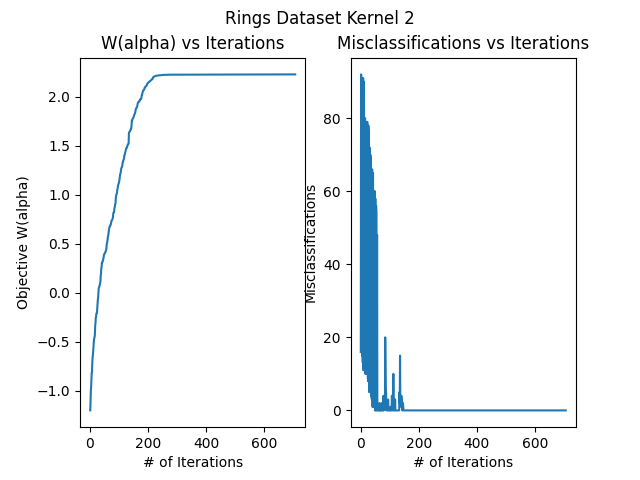 Rings Dataset Kernel 2
W(alpha) vs Iterations
Objective W(alpha)
2.0
1.5
1.0
0.5
0.0
−0.5
−1.0
0 200 400 600
# of Iterations
Misclassifications vs Iterations
Misclassifications
80
60
40
20
0
0 200 400 600
# of Iterations